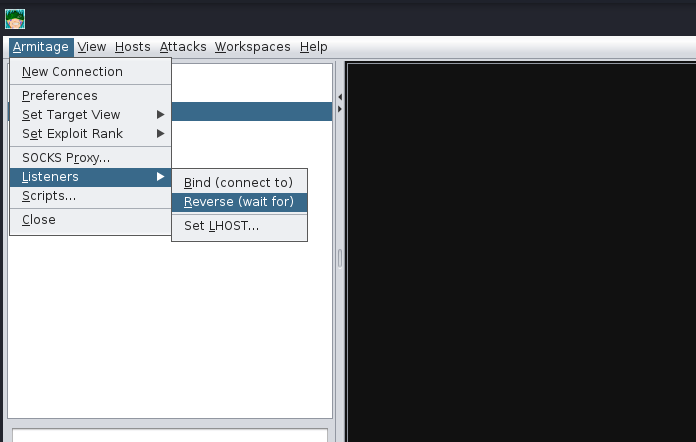 Armitage View Hosts Attacks Workspaces Help
New Connection
Preferences
Set Target View
Set Exploit Rank
SOCKS Proxy...
Listeners
Scripts...
Close
Bind (connect to)
Reverse (wait for)
Set LHOST...